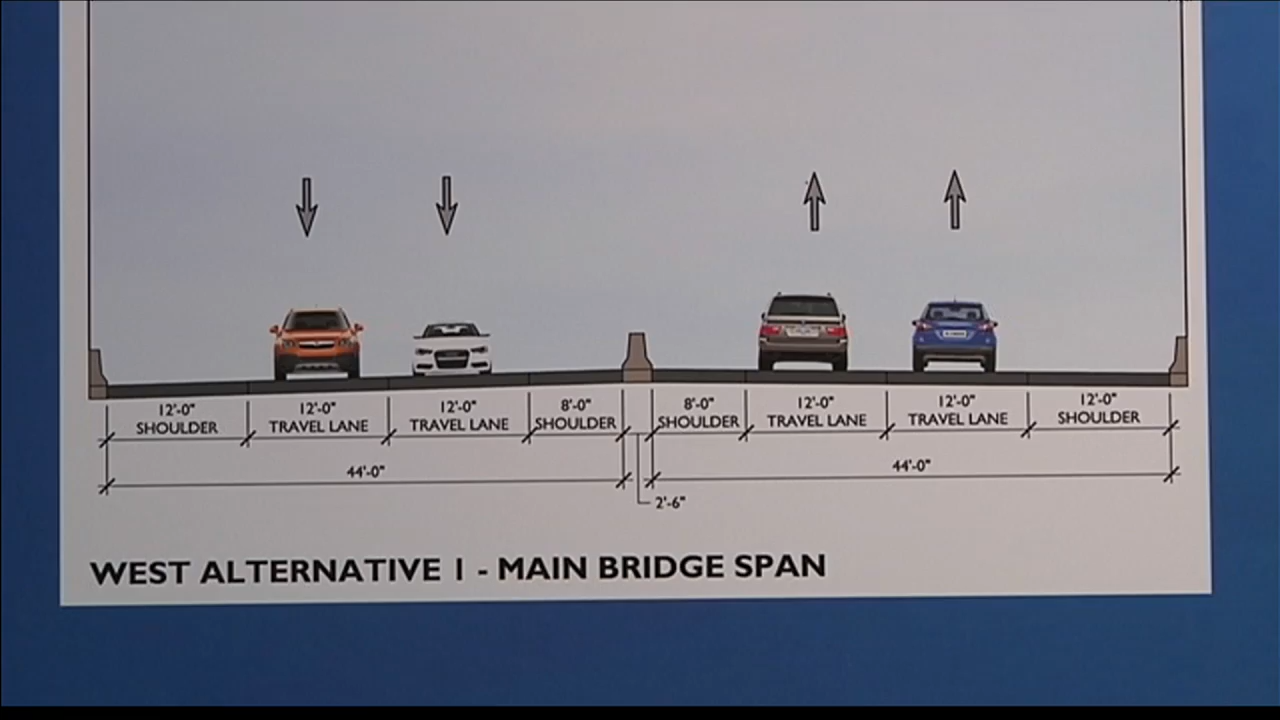 12'-0" 12'-0" 12'-0" 8'-0" 8'-0" 12'-0" 12'-0" 12'-0"
SHOULDER TRAVEL LANE TRAVEL LANE SHOULDER SHOULDER TRAVEL LANE TRAVEL LANE SHOULDER
44'-0" 44'-0"
2'-6"
WEST ALTERNATIVE 1 - MAIN BRIDGE SPAN